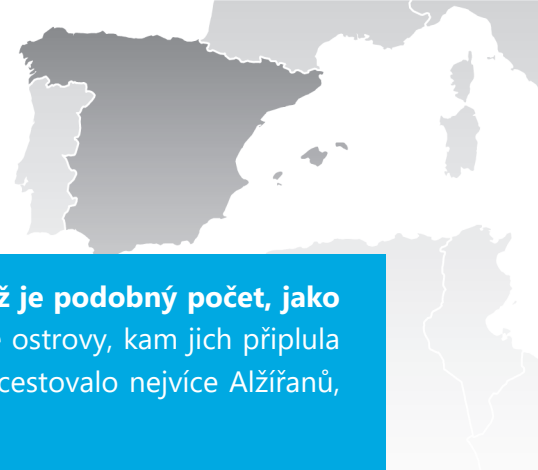 ž je podobný počet, jako
ostrovy, kam jich připlula
cestovalo nejvíce Alžířanů,